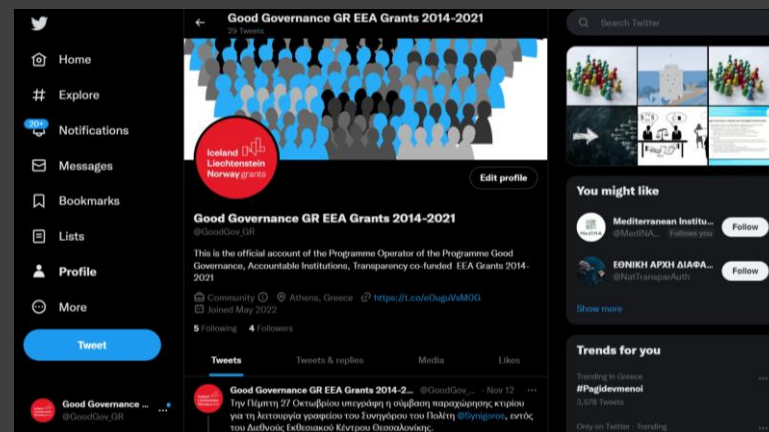 Good Governance GR EEA Grants 2014-2021
29 Tweets
Search Twitter
Home
Explore
20+
Notifications
Messages
Bookmarks
Lists
Profile
More
Tweet
Good Governance ...
@GoodGov_GR
Iceland
Liechtenstein
Norway grants
Edit profile
Good Governance GR EEA Grants 2014-2021
@GoodGov_GR
This is the official account of the Programme Operator of the Programme Good
Governance, Accountable Institutions, Transparency co-funded EEA Grants 2014-
2021
Community
Athens, Greece
https://t.co/eOuguVsM0G
Joined May 2022
5 Following 4 Followers
Tweets
Tweets & replies
Media
Likes
Good Governance GR EEA Grants 2014-2... @GoodGov_... · Nov 12
Την Πέμπτη 27 Οκτωβρίου υπεγράφη η σύμβαση παραχώρησης κτιρίου
για τη λειτουργία γραφείου του Συνηγόρου του Πολίτη @Synigoros, εντός
του Διεθνούς Εκθεσιακού Κέντρου Θεσσαλονίκης.
You might like
Mediterranean Institu...
@MedINA... Follows you
Follow
ΕΘΝΙΚΗ ΑΡΧΗ ΔΙΑΦΑ...
@NatTransparAuth
Follow
Show more
Trends for you
Trending in Greece
#Pagidevmenoi
3,678 Tweets
Only on Twitter · Trending